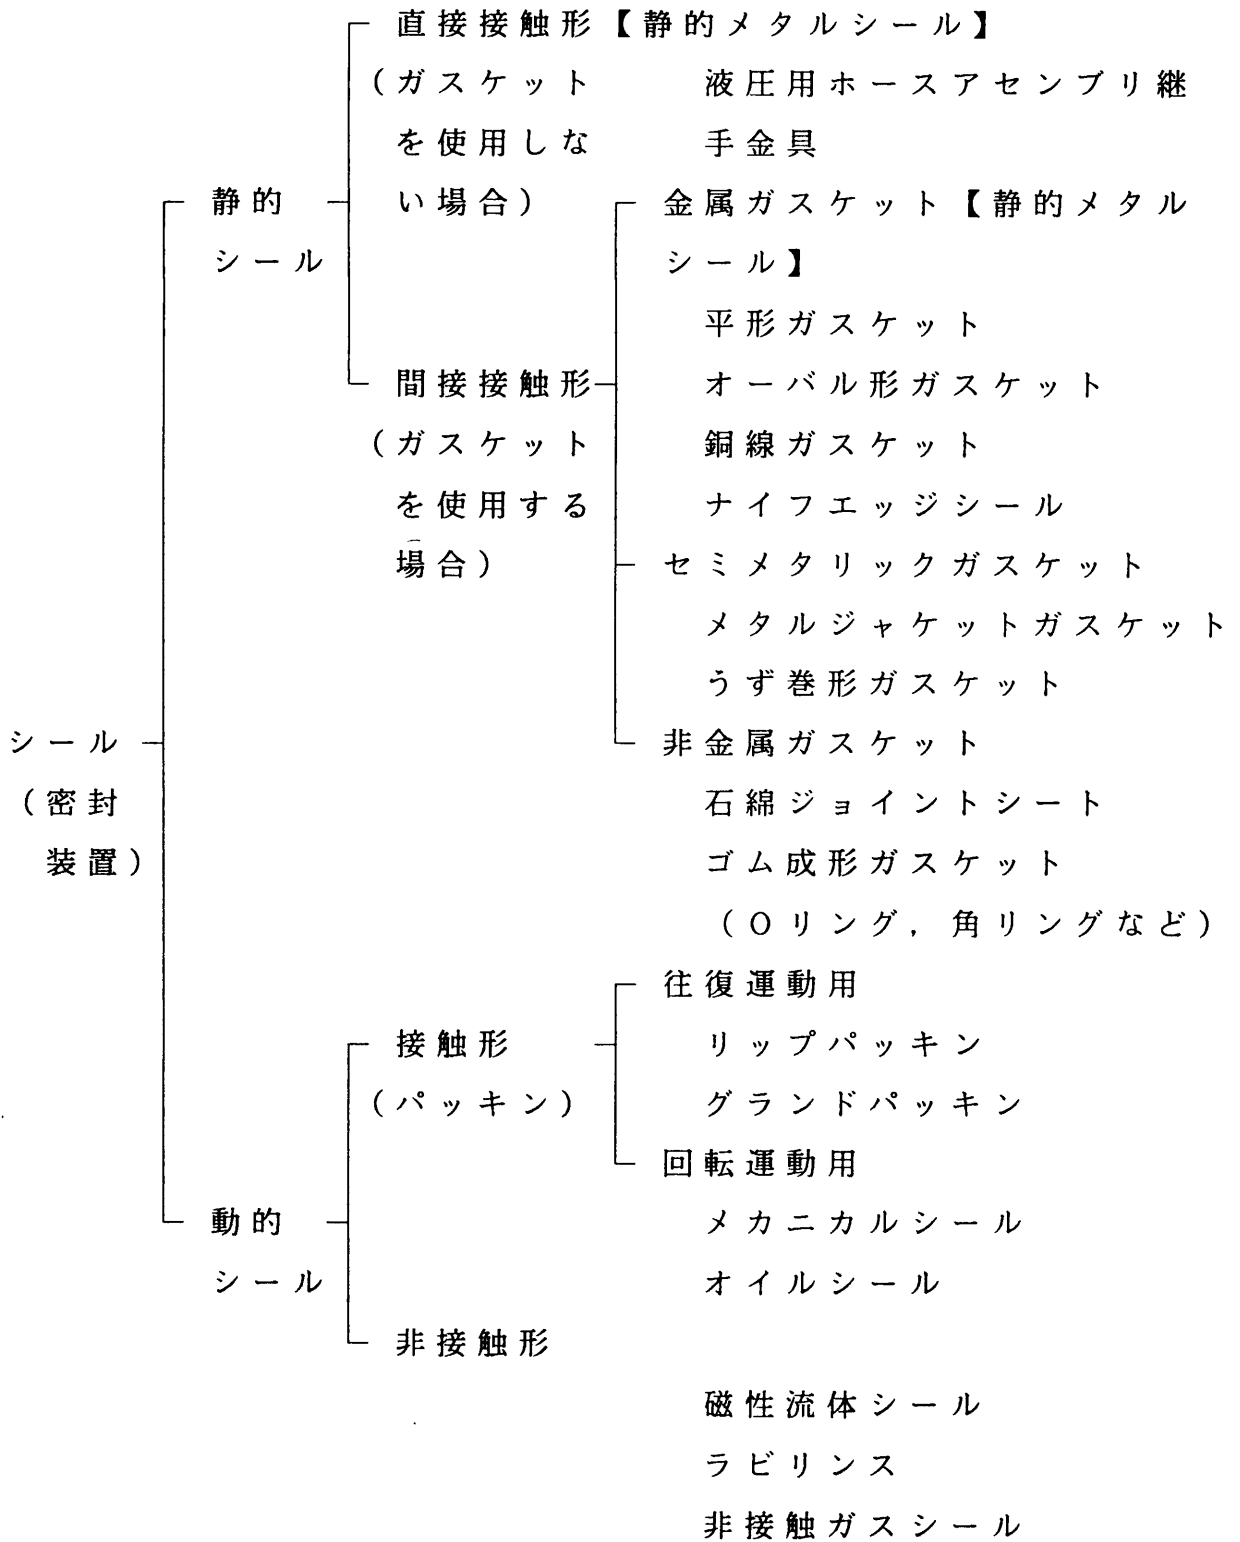 直接接触形【静的メタルシール】
(ガスケット
を使用しな
い場合)
液圧用ホースアセンブリ継
手金具
静的
シール
金属ガスケット【静的メタル
シール】
平形ガスケット
オーバル形ガスケット
銅線ガスケット
ナイフエッジシール
間接接触形
(ガスケット
を使用する
場合)
セミメタリックガスケット
メタルジャケットガスケット
うず巻形ガスケット
非金属ガスケット
石綿ジョイントシート
ゴム成形ガスケット
(Oリング,角リングなど)
シール
(密封
装置)
往復運動用
リップパッキン
グランドパッキン
接触形
(パッキン)
回転運動用
メカニカルシール
オイルシール
動的
シール
非接触形
磁性流体シール
ラビリンス
非接触ガスシール